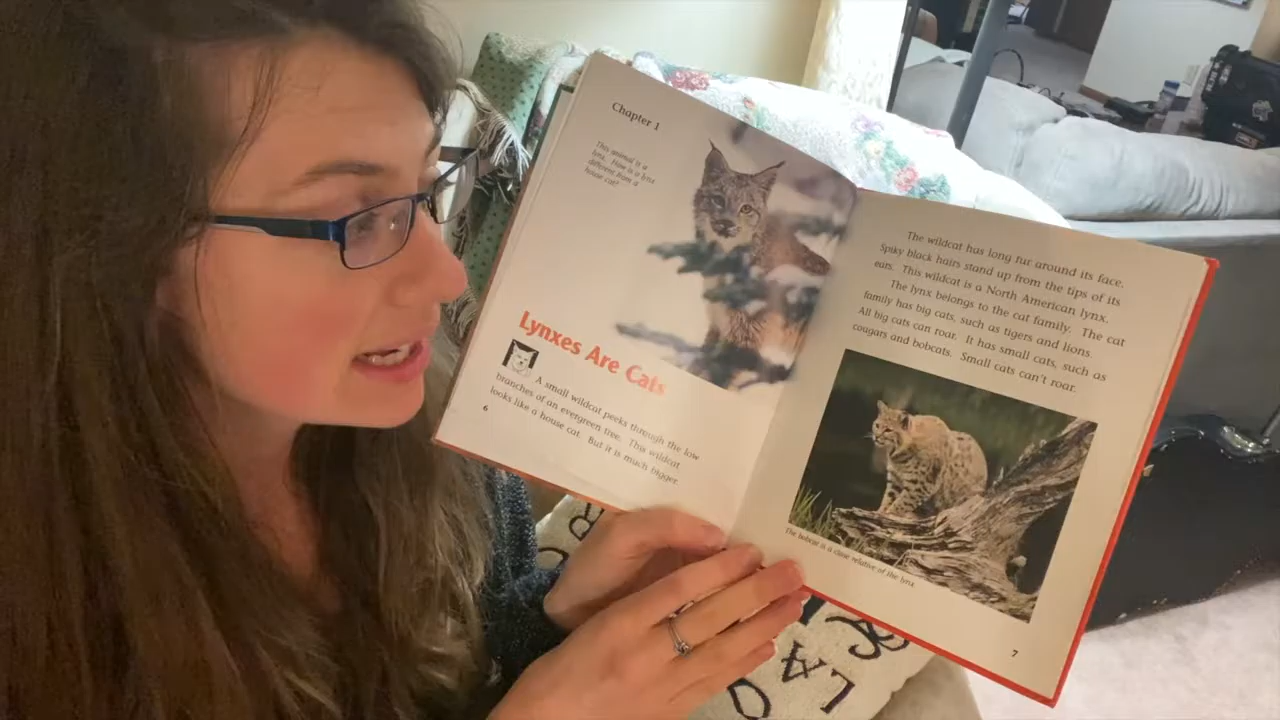 Chapter 1
This animal is a
lynx. How is a lynx
different from a
house cat?
Lynxes Are Cats
A small wildcat peeks through the low
branches of an evergreen tree. This wildcat
looks like a house cat. But it is much bigger.
6
The wildcat has long fur around its face.
Spiky black hairs stand up from the tips of its
ears. This wildcat is a North American lynx.
The lynx belongs to the cat family. The cat
family has big cats, such as tigers and lions
All big cats can roar. It has small cats, such as
cougars and bobcats. Small cats can't roar.
The bobcat is a close relative of the lynx
7